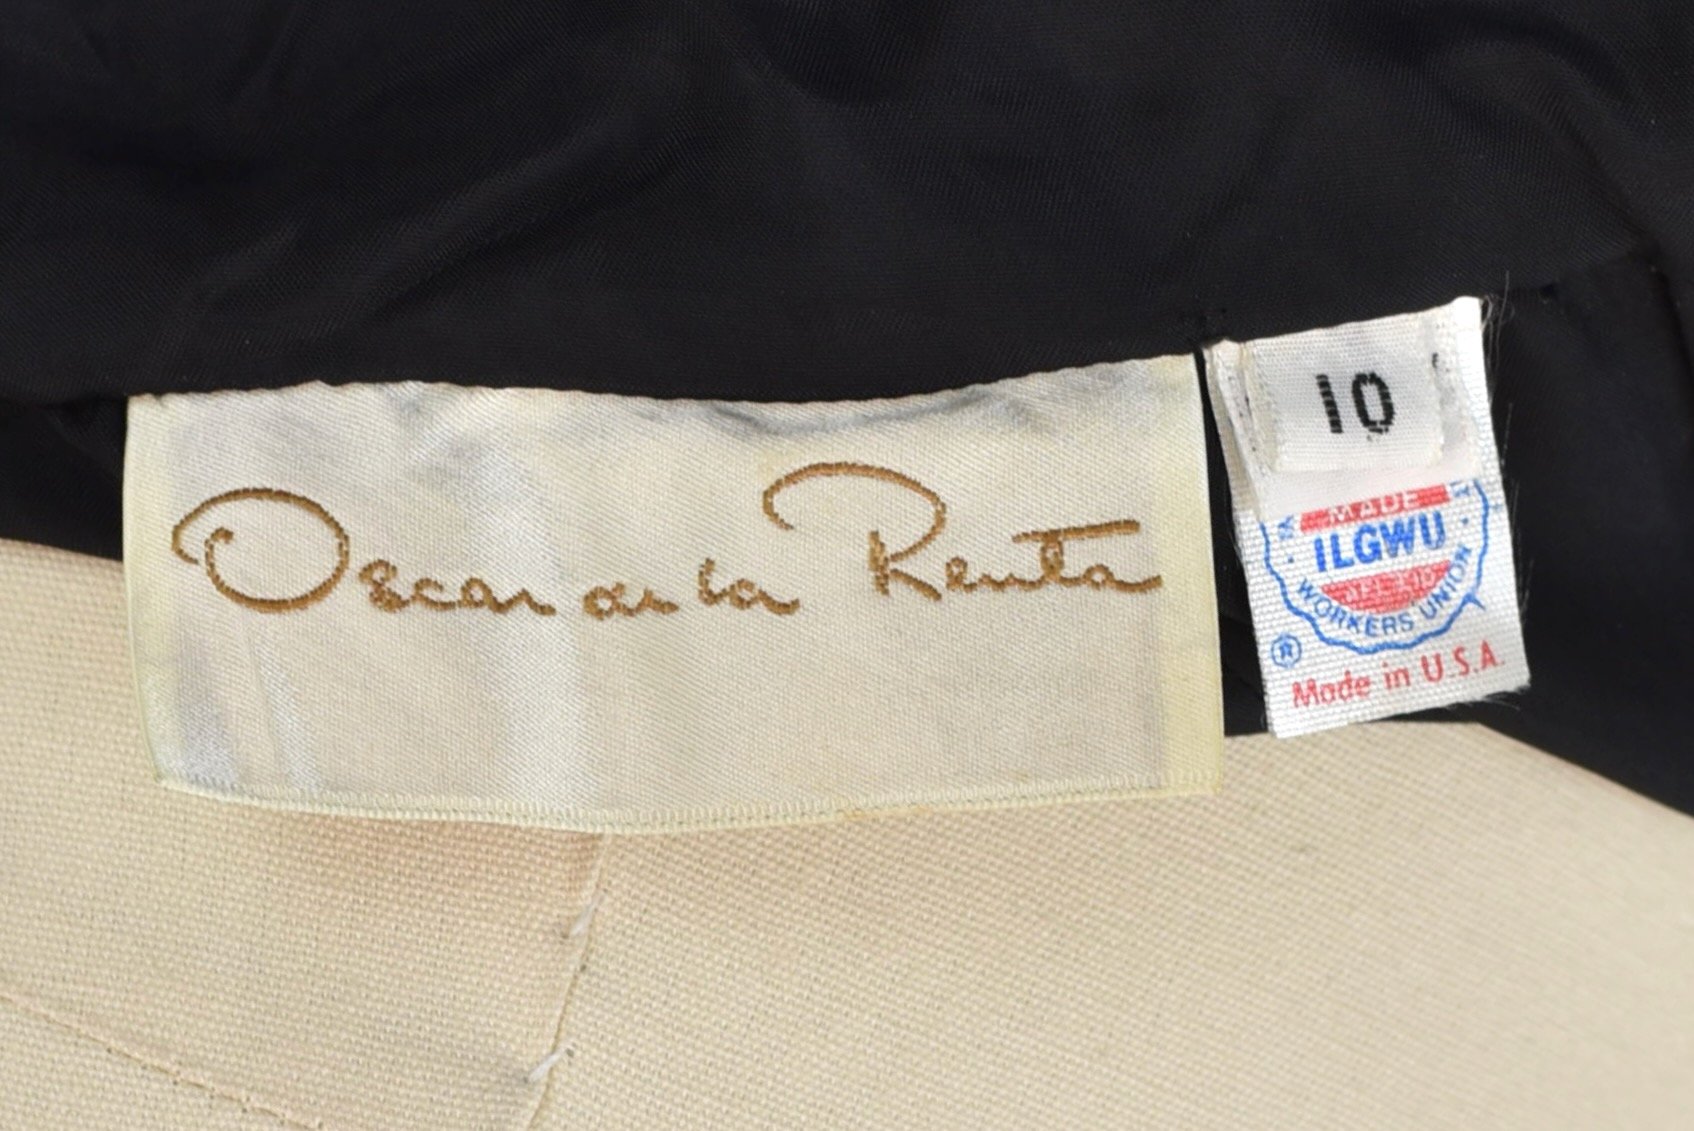 Oscar de la Renta
10
MADE
ILGWU
WORKERS UNION
®
Made in U.S.A.